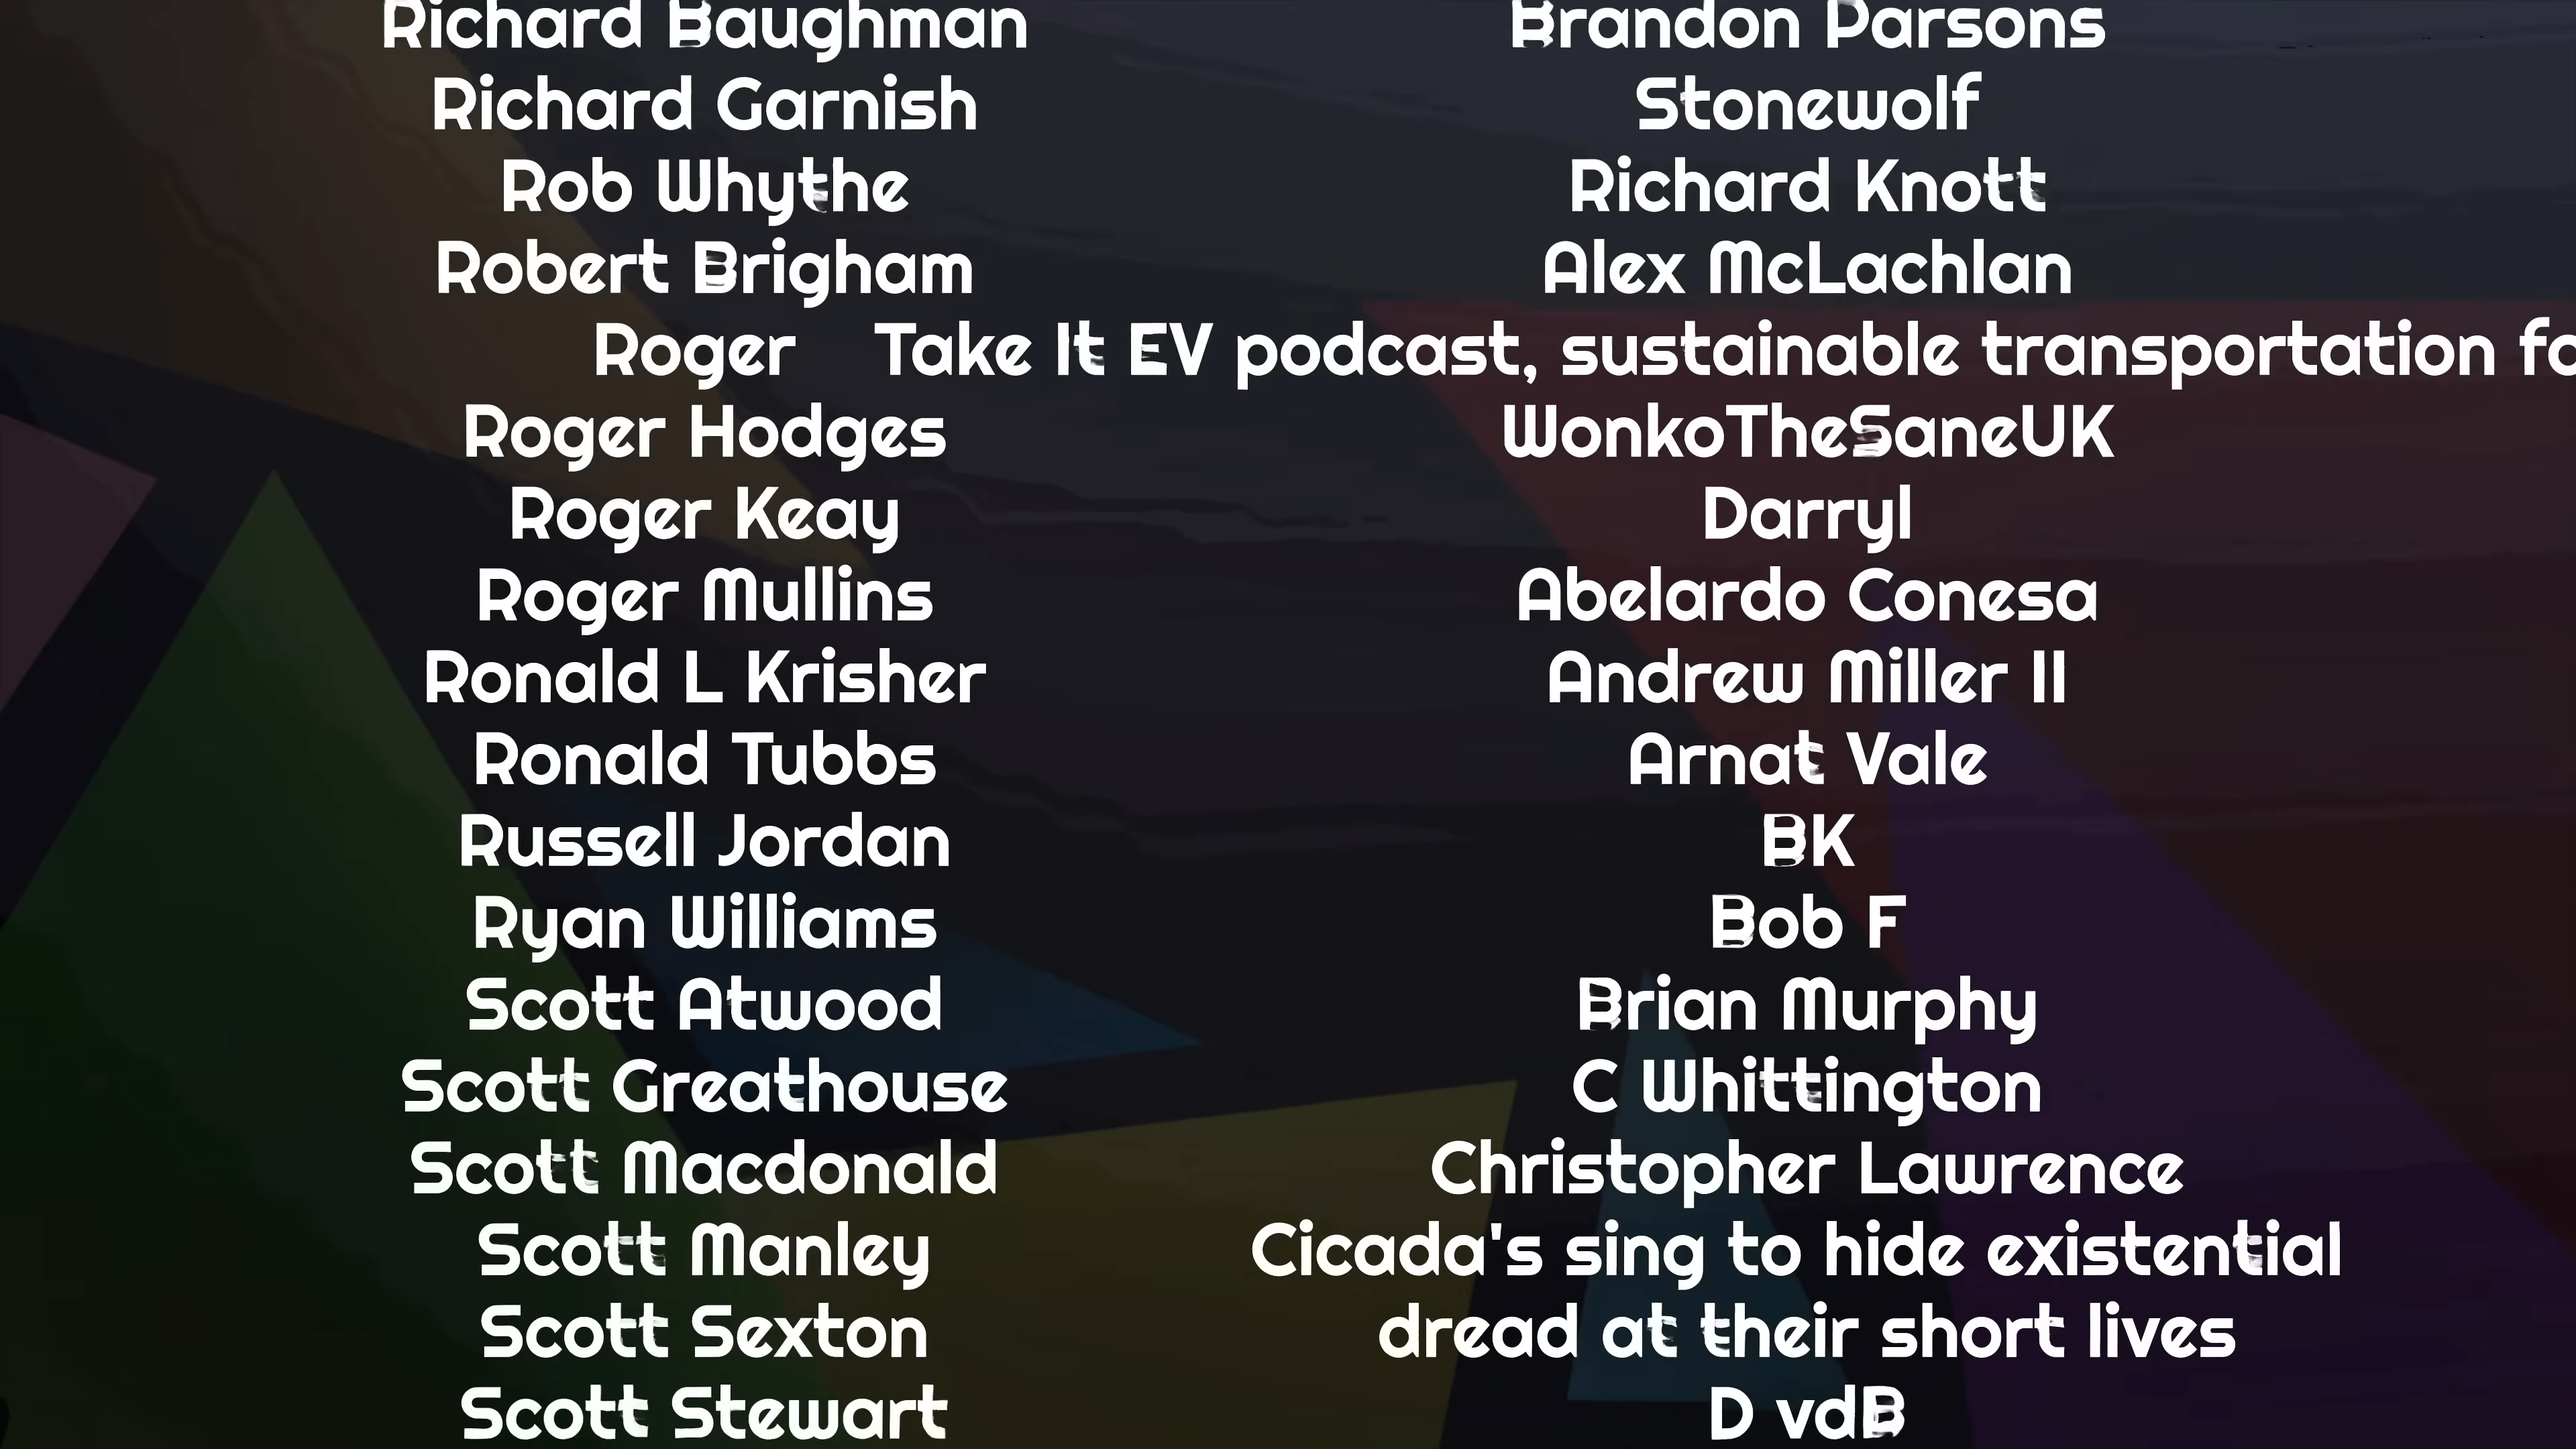 Richard Baughman
Richard Garnish
Rob Whythe
Robert Brigham
Roger
Roger Hodges
Roger Keay
Roger Mullins
Ronald L Krisher
Ronald Tubbs
Russell Jordan
Ryan Williams
Scott Atwood
Scott Greathouse
Scott Macdonald
Scott Manley
Scott Sexton
Scott Stewart
Brandon Parsons
Stonewolf
Richard Knott
Alex McLachlan
Take It EV podcast, sustainable transportation
WonkoTheSaneUK
Darryl
Abelardo Conesa
Andrew Miller II
Arnat Vale
BK
Bob F
Brian Murphy
C Whittington
Christopher Lawrence
Cicada's sing to hide existential
dread at their short lives
D vdB